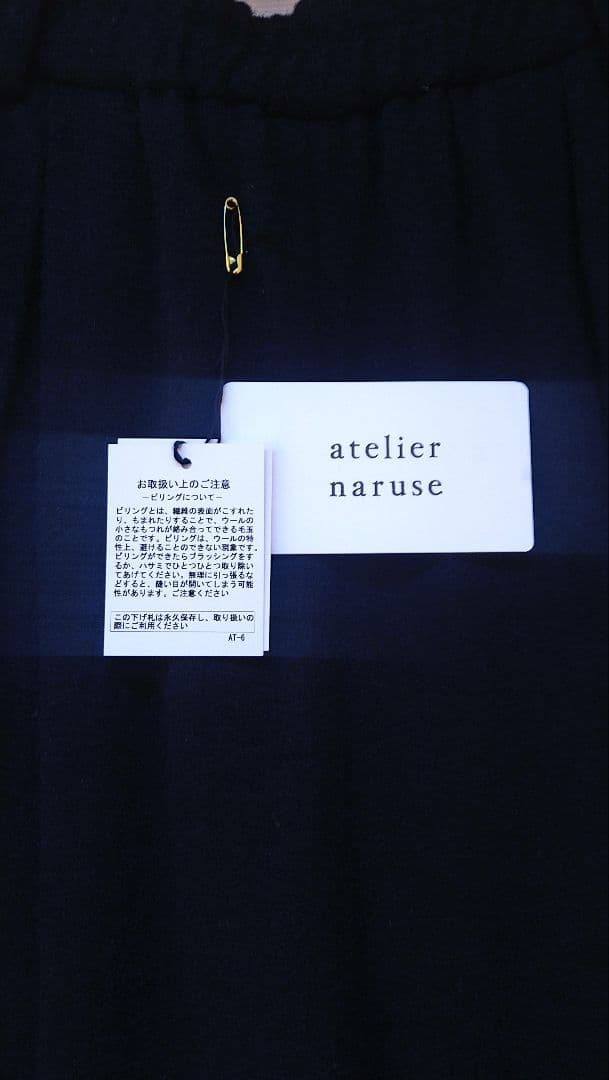 atelier
naruse
お取扱い上のご注意
－ピリングについて－
ピリングとは、繊維の表面がこすれた
り、もまれたりすることで、ウールの
小さなもつれが絡み合ってできる毛玉
のことです。ピリングは、ウールの特
性上、避けることのできない現象です。
ピリングができたらブラッシングをす
るか、ハサミでひとつひとつ取り除い
てあげてください。無理に引っ張るな
どすると、縫い目が開いてしまう可能
性があります。ご注意ください
この下げ札は永久保存し、取り扱いの
際にご利用ください
AT-6